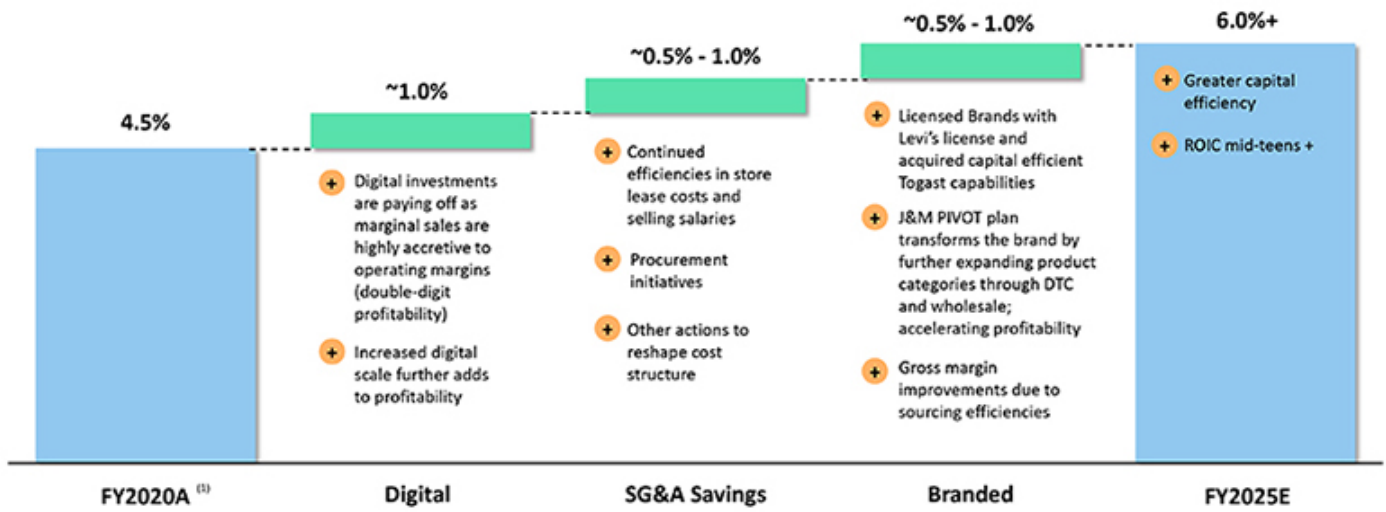 4.5%
~1.0%
~0.5% - 1.0%
~0.5% - 1.0%
6.0%+
+ Digital investments
are paying off as
marginal sales are
highly accretive to
operating margins
(double-digit
profitability)
+ Increased digital
scale further adds
to profitability
+ Continued
efficiencies in store
lease costs and
selling salaries
+ Procurement
initiatives
+ Other actions to
reshape cost
structure
+ Licensed Brands with
Levi's license and
acquired capital efficient
Togast capabilities
+ J&M PIVOT plan
transforms the brand by
further expanding product
categories through DTC
and wholesale;
accelerating profitability
+ Gross margin
improvements due to
sourcing efficiencies
+ Greater capital
efficiency
+ ROIC mid-teens +
FY2020A (1)
Digital
SG&A Savings
Branded
FY2025E